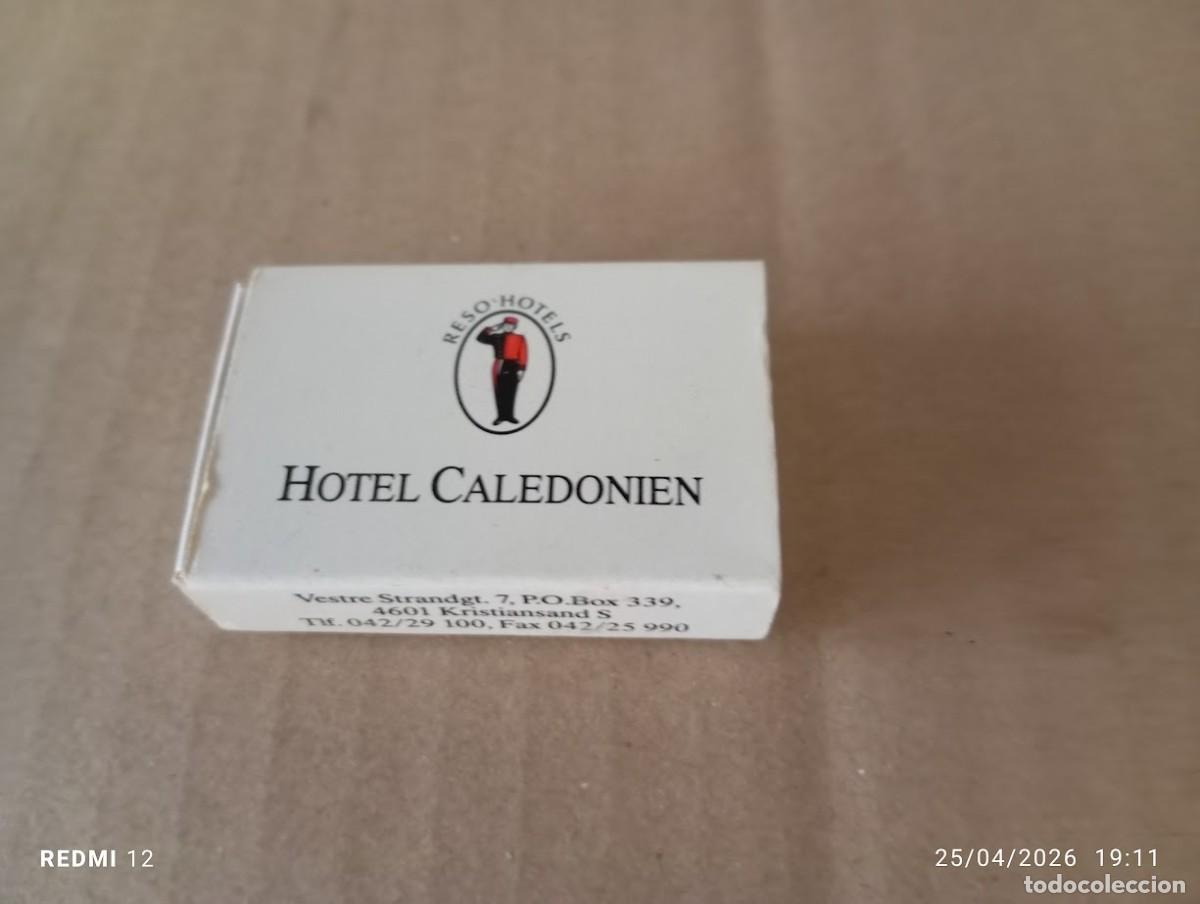 RESO·HOTELS
HOTEL CALEDONIEN
Vestre Strandgt. 7, P.O.Box 339,
4601 Kristiansand S
Tlf. 042/29 100, Fax 042/25 990
REDMI 12
25/04/2026 19:11
todocoleccion